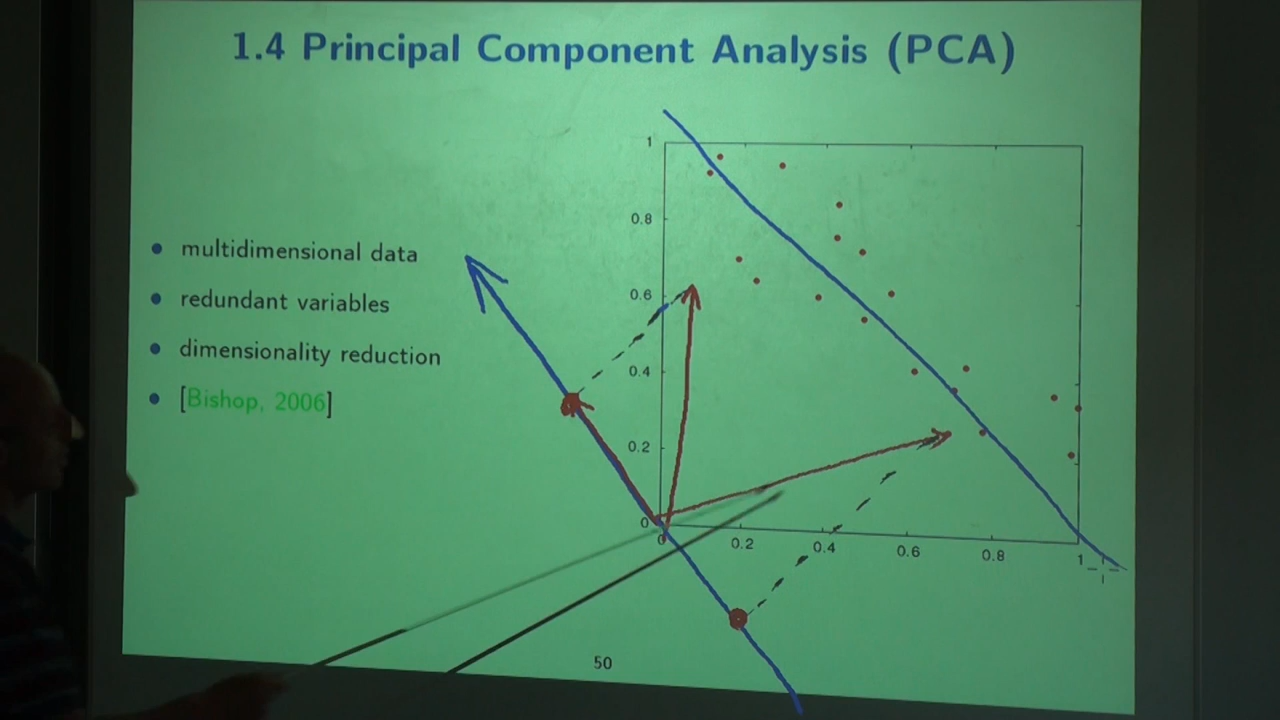 1.4 Principal Component Analysis (PCA)
• multidimensional data
• redundant variables
• dimensionality reduction
• [Bishop, 2006]
1
0.8
0.6
0.4
0.2
0
0
0.2
0.4
0.6
0.8
1
50